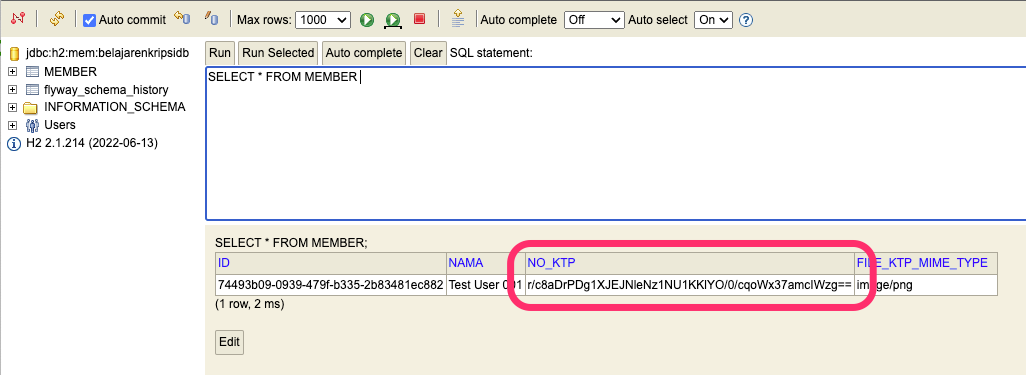 Auto commit Max rows: 1000 Auto complete Off Auto select On ?
jdbc:h2:mem:belajarenkripsidb
MEMBER
flyway_schema_history
INFORMATION_SCHEMA
Users
H2 2.1.214 (2022-06-13)
Run Run Selected Auto complete Clear SQL statement:
SELECT * FROM MEMBER
SELECT * FROM MEMBER;
ID NAMA NO_KTP FILE_KTP_MIME_TYPE
74493b09-0939-479f-b335-2b83481ec882 Test User 001 r/c8aDrPDg1XJEJNleNz1NU1KKlYO/0/cqoWx37amcIWzg== image/png
(1 row, 2 ms)
Edit